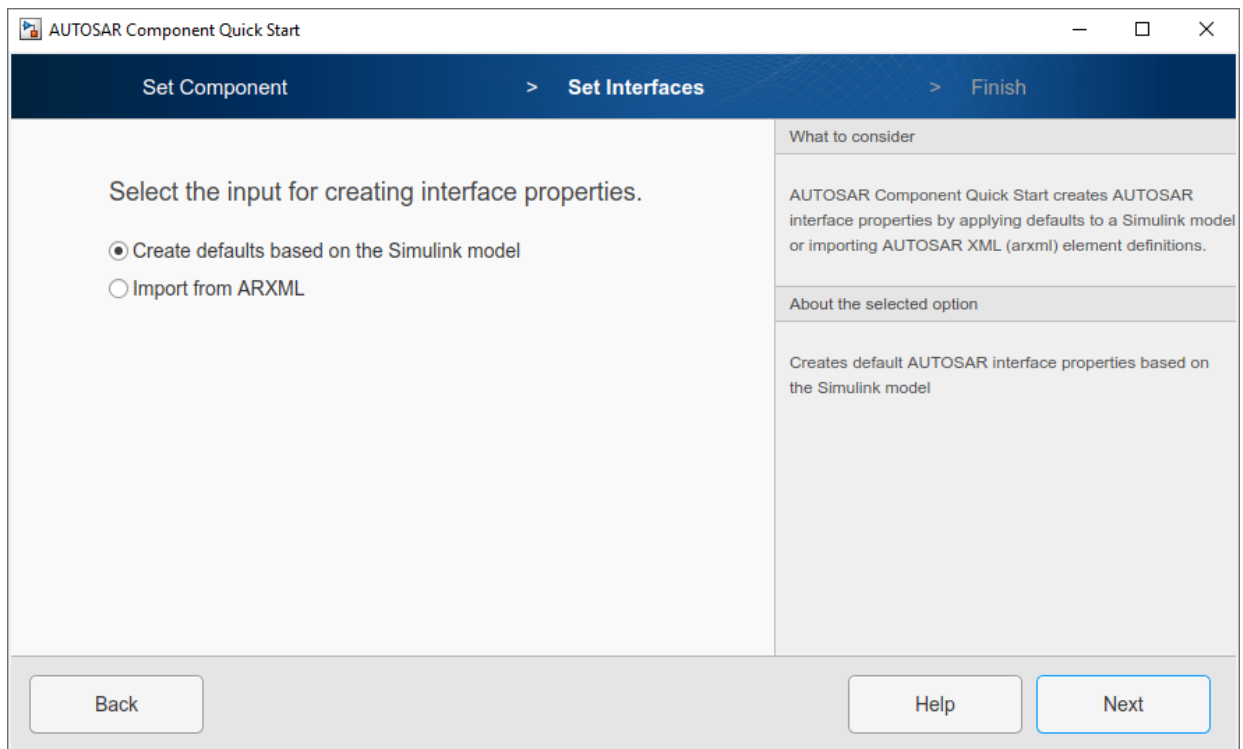 AUTOSAR Component Quick Start
Set Component > Set Interfaces > Finish
Select the input for creating interface properties.
Create defaults based on the Simulink model
Import from ARXML
What to consider
AUTOSAR Component Quick Start creates AUTOSAR
interface properties by applying defaults to a Simulink model
or importing AUTOSAR XML (arxml) element definitions.
About the selected option
Creates default AUTOSAR interface properties based on
the Simulink model
Back
Help
Next